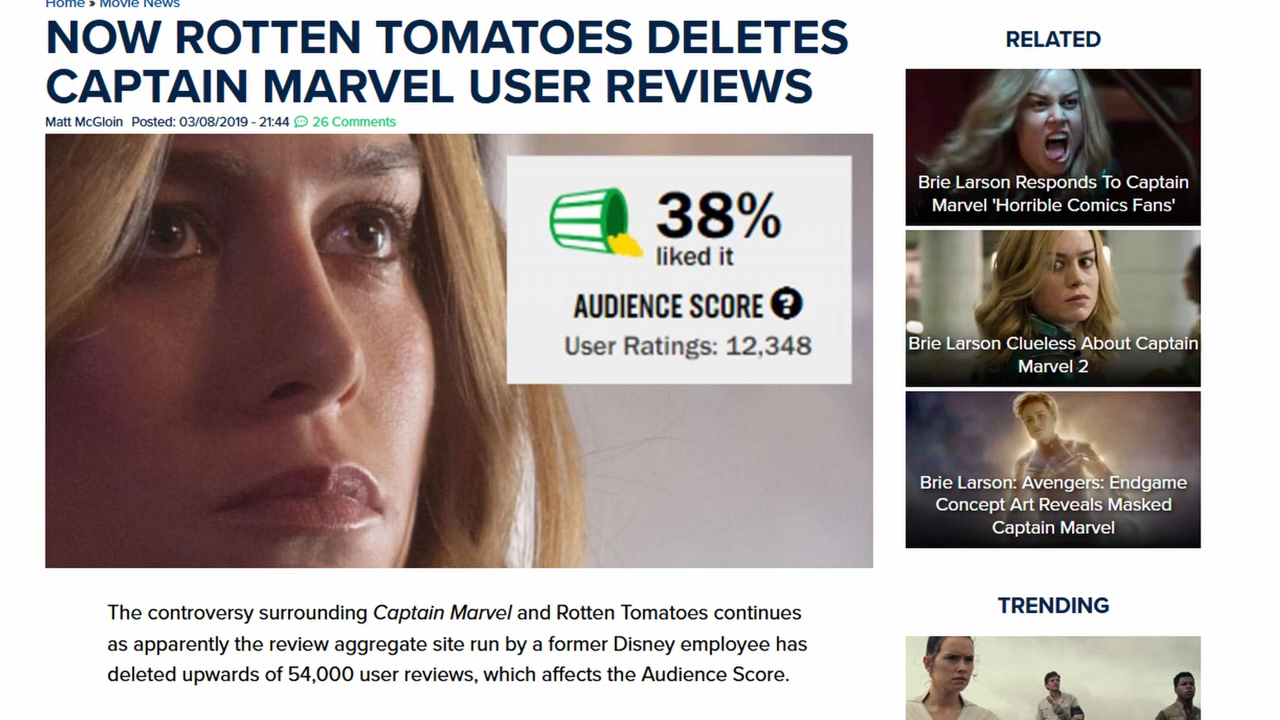 Home » Movie News
NOW ROTTEN TOMATOES DELETES
CAPTAIN MARVEL USER REVIEWS
Matt McGloin Posted: 03/08/2019 - 21:44 26 Comments
38%
liked it
AUDIENCE SCORE ?
User Ratings: 12,348
The controversy surrounding Captain Marvel and Rotten Tomatoes continues
as apparently the review aggregate site run by a former Disney employee has
deleted upwards of 54,000 user reviews, which affects the Audience Score.
RELATED
Brie Larson Responds To Captain
Marvel 'Horrible Comics Fans'
Brie Larson Clueless About Captain
Marvel 2
Brie Larson: Avengers: Endgame
Concept Art Reveals Masked
Captain Marvel
TRENDING